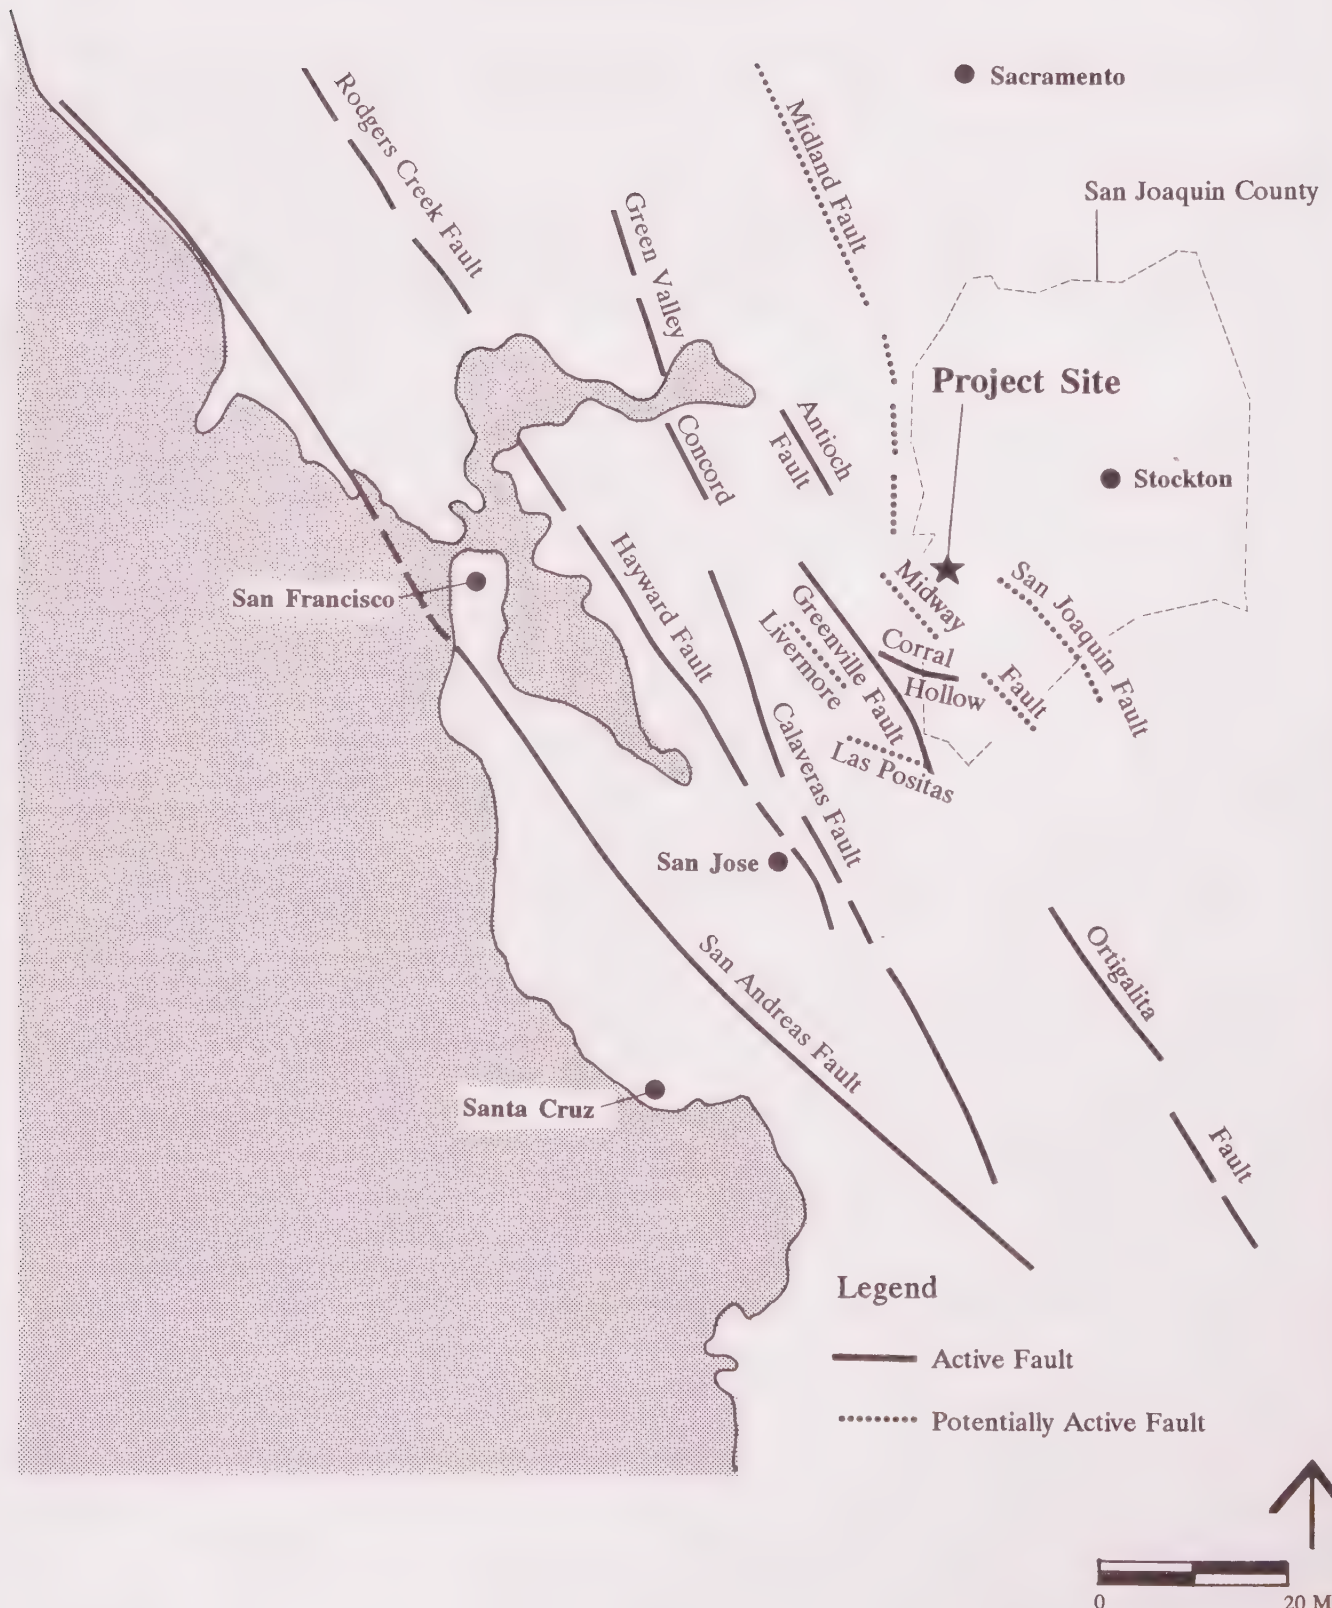 Sacramento
Rodgers Creek Fault
Midland Fault
San Joaquin County
Green Valley
Project Site
Antioch
Fault
Concord
Stockton
San Francisco
Hayward Fault
Midway
San Joaquin Fault
Greenville Fault
Livermore
Corral
Hollow
Fault
Las Positas
Calaveras Fault
San Jose
San Andreas Fault
Ortigalita
Fault
Santa Cruz
Legend
Active Fault
Potentially Active Fault
0 20 M